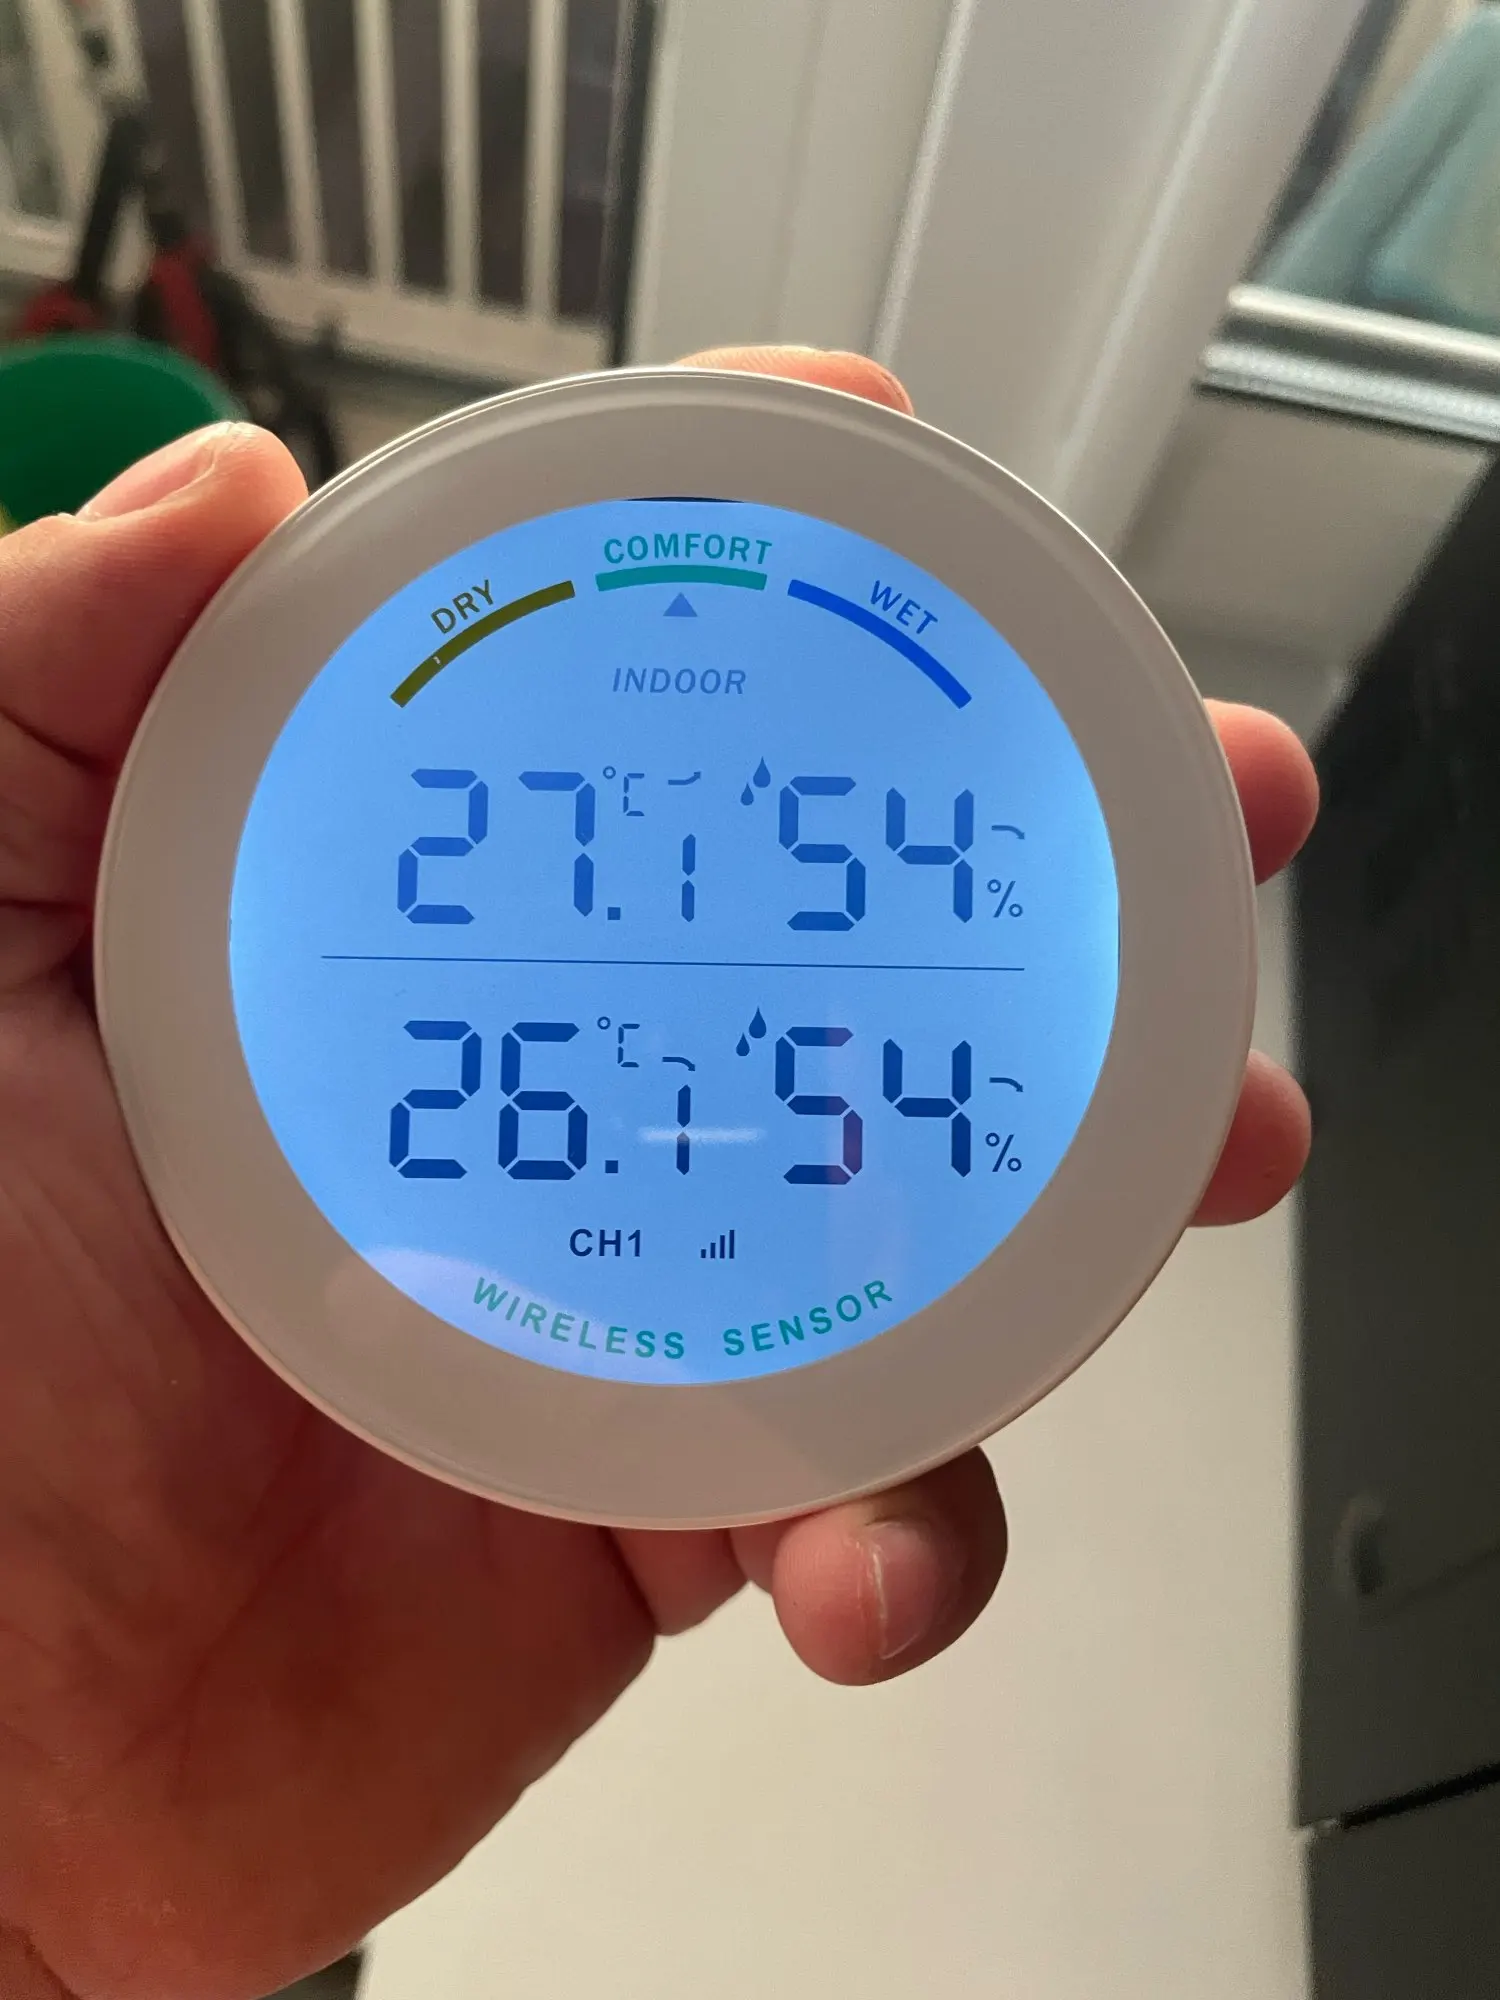 COMFORT
DRY WET
INDOOR
27.1 °C 54 %
26.1 °C 54 %
CH1
WIRELESS SENSOR